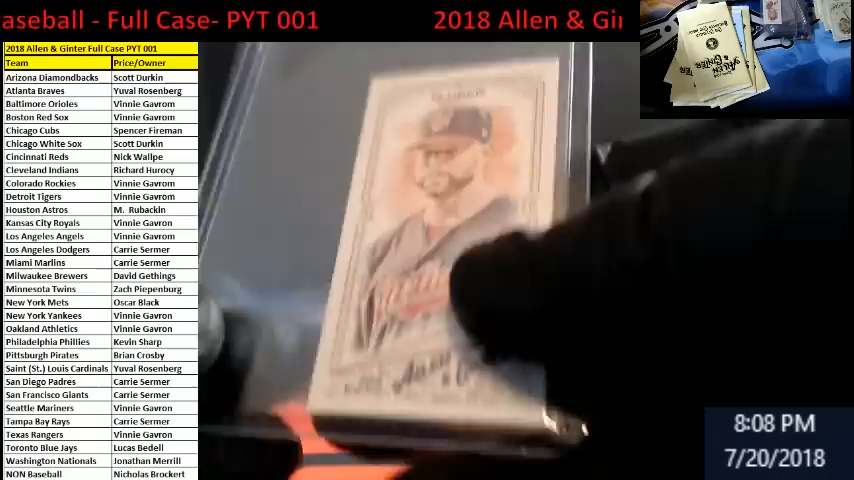 aseball - Full Case- PYT 001 2018 Allen & Gin
2018 Allen & Ginter Full Case PYT 001
Team Price/Owner
Arizona Diamondbacks Scott Durkin
Atlanta Braves Yuval Rosenberg
Baltimore Orioles Vinnie Gavrom
Boston Red Sox Vinnie Gavrom
Chicago Cubs Spencer Fireman
Chicago White Sox Scott Durkin
Cincinnati Reds Nick Wallpe
Cleveland Indians Richard Hurocy
Colorado Rockies Vinnie Gavrom
Detroit Tigers Vinnie Gavrom
Houston Astros M. Rubackin
Kansas City Royals Vinnie Gavron
Los Angeles Angels Vinnie Gavrom
Los Angeles Dodgers Carrie Sermer
Miami Marlins Carrie Sermer
Milwaukee Brewers David Gethings
Minnesota Twins Zach Piepenburg
New York Mets Oscar Black
New York Yankees Vinnie Gavron
Oakland Athletics Vinnie Gavron
Philadelphia Phillies Kevin Sharp
Pittsburgh Pirates Brian Crosby
Saint (St.) Louis Cardinals Yuval Rosenberg
San Diego Padres Carrie Sermer
San Francisco Giants Carrie Sermer
Seattle Mariners Vinnie Gavron
Tampa Bay Rays Carrie Sermer
Texas Rangers Vinnie Gavron
Toronto Blue Jays Lucas Bedell
Washington Nationals Jonathan Merrill
NON Baseball Nicholas Brockert
8:08 PM
7/20/2018